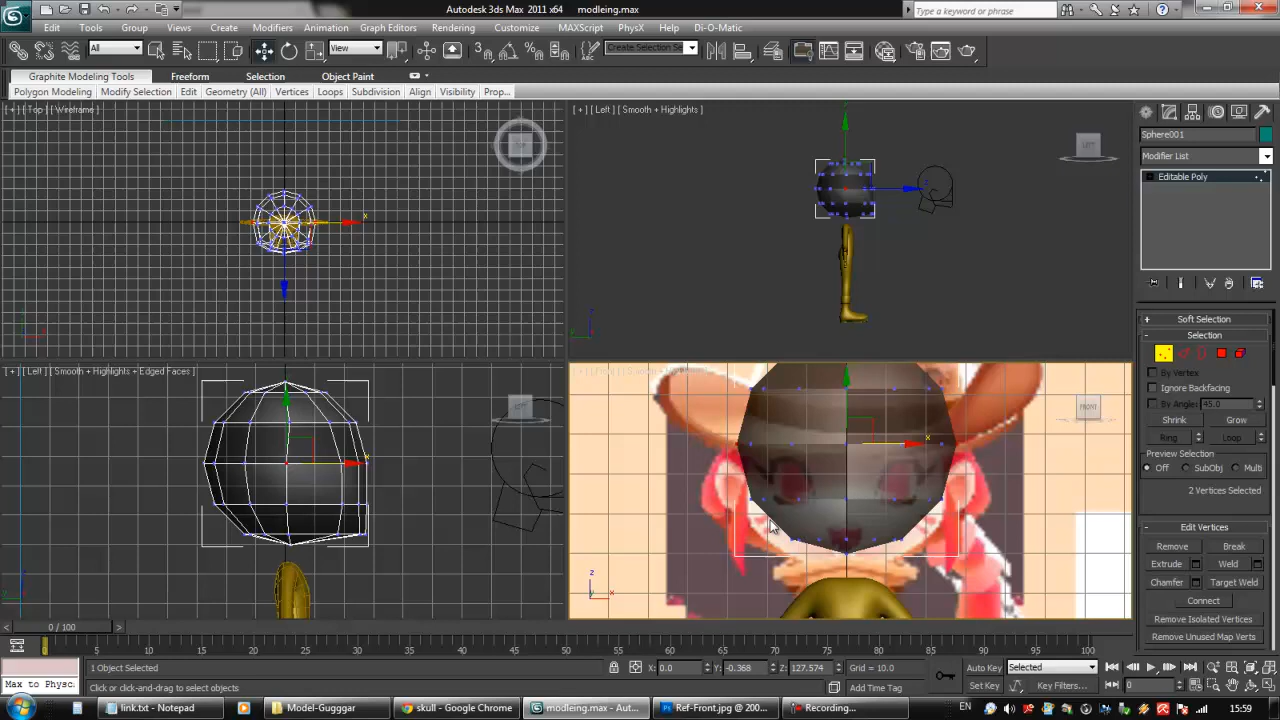 Autodesk 3ds Max 2011 x64 modleing.max
Type a keyword or phrase
Edit Tools Group Views Create Modifiers Animation Graph Editors Rendering Customize MAXScript PhysX Di-O-Matic
All View Create Selection Se
Graphite Modeling Tools Freeform Selection Object Paint
Polygon Modeling Modify Selection Edit Geometry (All) Vertices Loops Subdivision Align Visibility Prop...
[ + ] [ Top ] [ Wireframe ]
[ + ] [ Left ] [ Smooth + Highlights ]
Sphere001
Modifier List
Editable Poly
[ + ] [ Left ] [ Smooth + Highlights + Edged Faces ]
TOP
LEFT
FRONT
+ Soft Selection
- Selection
By Vertex
Ignore Backfacing
By Angle: 45.0
Shrink Grow
Ring Loop
Preview Selection
Off SubObj Multi
2 Vertices Selected
- Edit Vertices
Remove Break
Extrude Weld
Chamfer Target Weld
Connect
Remove Isolated Vertices
Remove Unused Map Verts
< 0 / 100 >
0 5 10 15 20 25 30 35 40 45 50 55 60 65 70 75 80 85 90 95 100
1 Object Selected X: 0.0 Y: -0.368 Z: 127.574 Grid = 10.0 Auto Key Selected
Max to Physc Click or click-and-drag to select objects Add Time Tag Set Key Key Filters... 0
fink.txt - Notepad Model-Gugggar skull - Google Chrome modleing.max - Aut... Ref-Front.jpg @ 200... Recording... EN 15:59